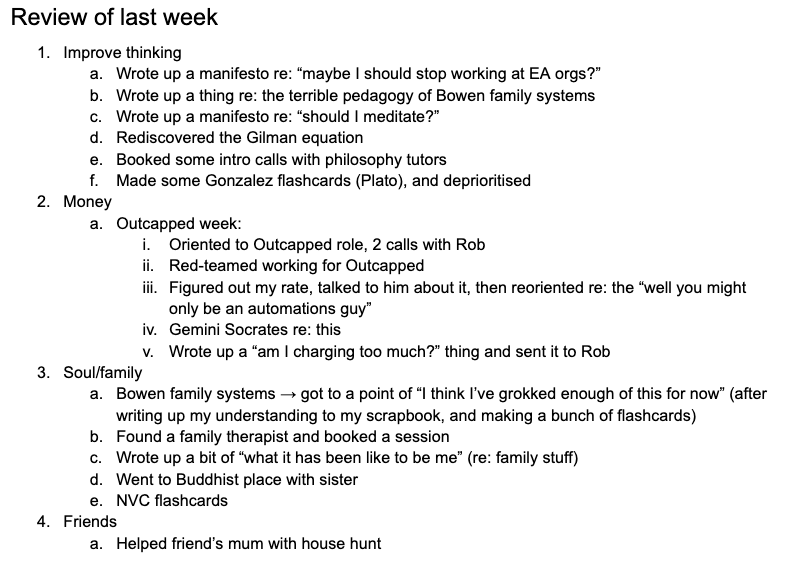 Review of last week
1. Improve thinking
a. Wrote up a manifesto re: “maybe I should stop working at EA orgs?”
b. Wrote up a thing re: the terrible pedagogy of Bowen family systems
c. Wrote up a manifesto re: “should I meditate?”
d. Rediscovered the Gilman equation
e. Booked some intro calls with philosophy tutors
f. Made some Gonzalez flashcards (Plato), and deprioritised
2. Money
a. Outcapped week:
i. Oriented to Outcapped role, 2 calls with Rob
ii. Red-teamed working for Outcapped
iii. Figured out my rate, talked to him about it, then reoriented re: the “well you might
only be an automations guy”
iv. Gemini Socrates re: this
v. Wrote up a “am I charging too much?” thing and sent it to Rob
3. Soul/family
a. Bowen family systems → got to a point of “I think I’ve grokked enough of this for now” (after
writing up my understanding to my scrapbook, and making a bunch of flashcards)
b. Found a family therapist and booked a session
c. Wrote up a bit of “what it has been like to be me” (re: family stuff)
d. Went to Buddhist place with sister
e. NVC flashcards
4. Friends
a. Helped friend’s mum with house hunt